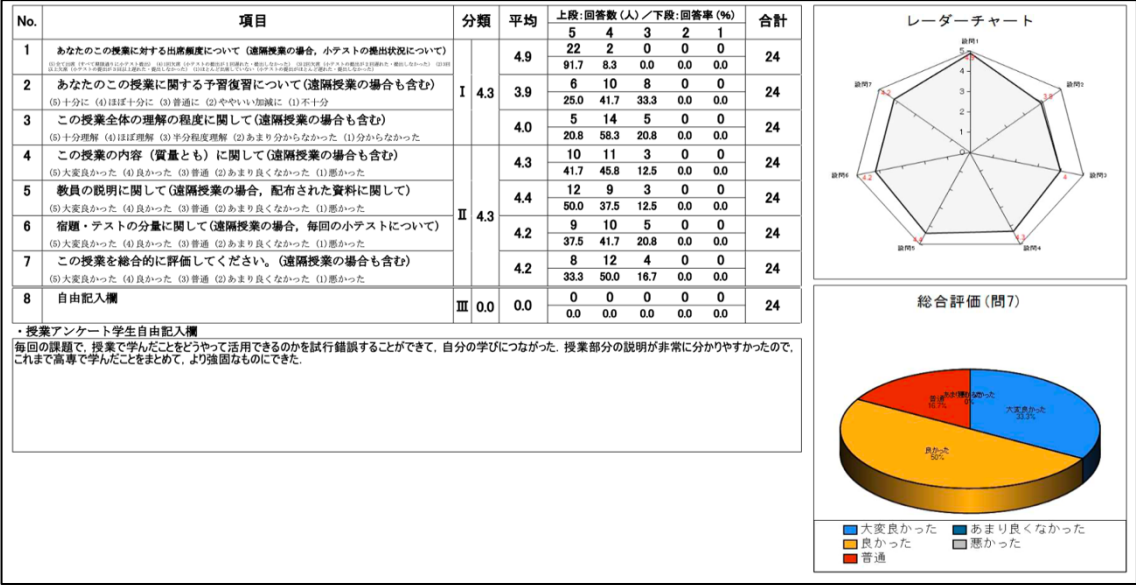 No. 項目 分類 平均 上段:回答数(人)/下段:回答率(%) 合計
5 4 3 2 1
1 あなたのこの授業に対する出席頻度について(遠隔授業の場合,小テストの提出状況について) 4.9 22 2 0 0 0 24
91.7 8.3 0.0 0.0 0.0
2 あなたのこの授業に関する予習復習について(遠隔授業の場合も含む) Ⅰ 4.3 3.9 6 10 8 0 0 24
(5)十分に (4)ほぼ十分に (3)普通に (2)ややいい加減に (1)不十分 25.0 41.7 33.3 0.0 0.0
3 この授業全体の理解の程度に関して(遠隔授業の場合も含む) 4.0 5 14 5 0 0 24
(5)十分理解 (4)ほぼ理解 (3)半分程度理解 (2)あまり分からなかった (1)分からなかった 20.8 58.3 20.8 0.0 0.0
4 この授業の内容(質量とも)に関して(遠隔授業の場合も含む) 4.3 10 11 3 0 0 24
(5)大変良かった (4)良かった (3)普通 (2)あまり良くなかった (1)悪かった 41.7 45.8 12.5 0.0 0.0
5 教員の説明に関して(遠隔授業の場合,配布された資料に関して) 4.4 12 9 3 0 0 24
(5)大変良かった (4)良かった (3)普通 (2)あまり良くなかった (1)悪かった Ⅱ 4.3 50.0 37.5 12.5 0.0 0.0
6 宿題・テストの分量に関して(遠隔授業の場合,毎回の小テストについて) 4.2 9 10 5 0 0 24
(5)大変良かった (4)良かった (3)普通 (2)あまり良くなかった (1)悪かった 37.5 41.7 20.8 0.0 0.0
7 この授業を総合的に評価してください。(遠隔授業の場合も含む) 4.2 8 12 4 0 0 24
(5)大変良かった (4)良かった (3)普通 (2)あまり良くなかった (1)悪かった 33.3 50.0 16.7 0.0 0.0
8 自由記入欄 Ⅲ 0.0 0.0 0 0 0 0 0 24
0.0 0.0 0.0 0.0 0.0
・授業アンケート学生自由記入欄
毎回の課題で,授業で学んだことをどうやって活用できるのかを試行錯誤することができて,自分の学びにつながった.授業部分の説明が非常に分かりやすかったので,
これまで高専で学んだことをまとめて,より強固なものにできた.
レーダーチャート
設問1
5
4.9
設問7 4 設問2
4.2 3.9
3
2
1
0
設問6 設問3
4.2 4
4.4 4.3
設問5 設問4
総合評価(問7)
普通
16.7%
大変良かった
33.3%
良かった
50%
大変良かった あまり良くなかった
良かった 悪かった
普通